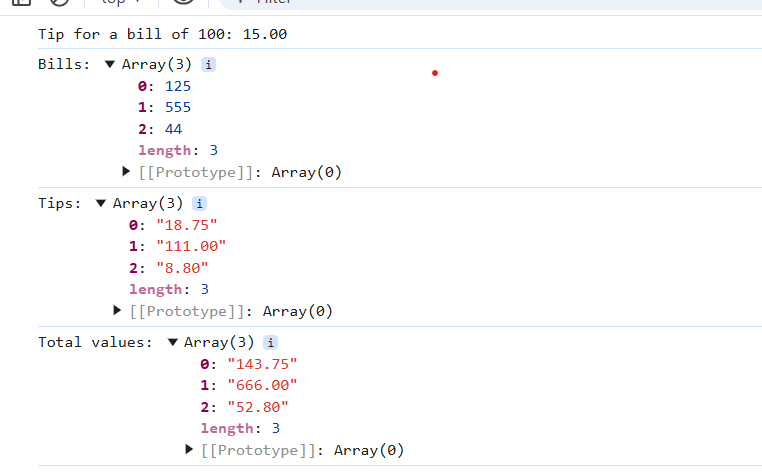 top
Filter
Tip for a bill of 100: 15.00
Bills: ▼ Array(3) i
0: 125
1: 555
2: 44
length: 3
▶ [[Prototype]]: Array(0)
Tips: ▼ Array(3) i
0: "18.75"
1: "111.00"
2: "8.80"
length: 3
▶ [[Prototype]]: Array(0)
Total values: ▼ Array(3) i
0: "143.75"
1: "666.00"
2: "52.80"
length: 3
▶ [[Prototype]]: Array(0)